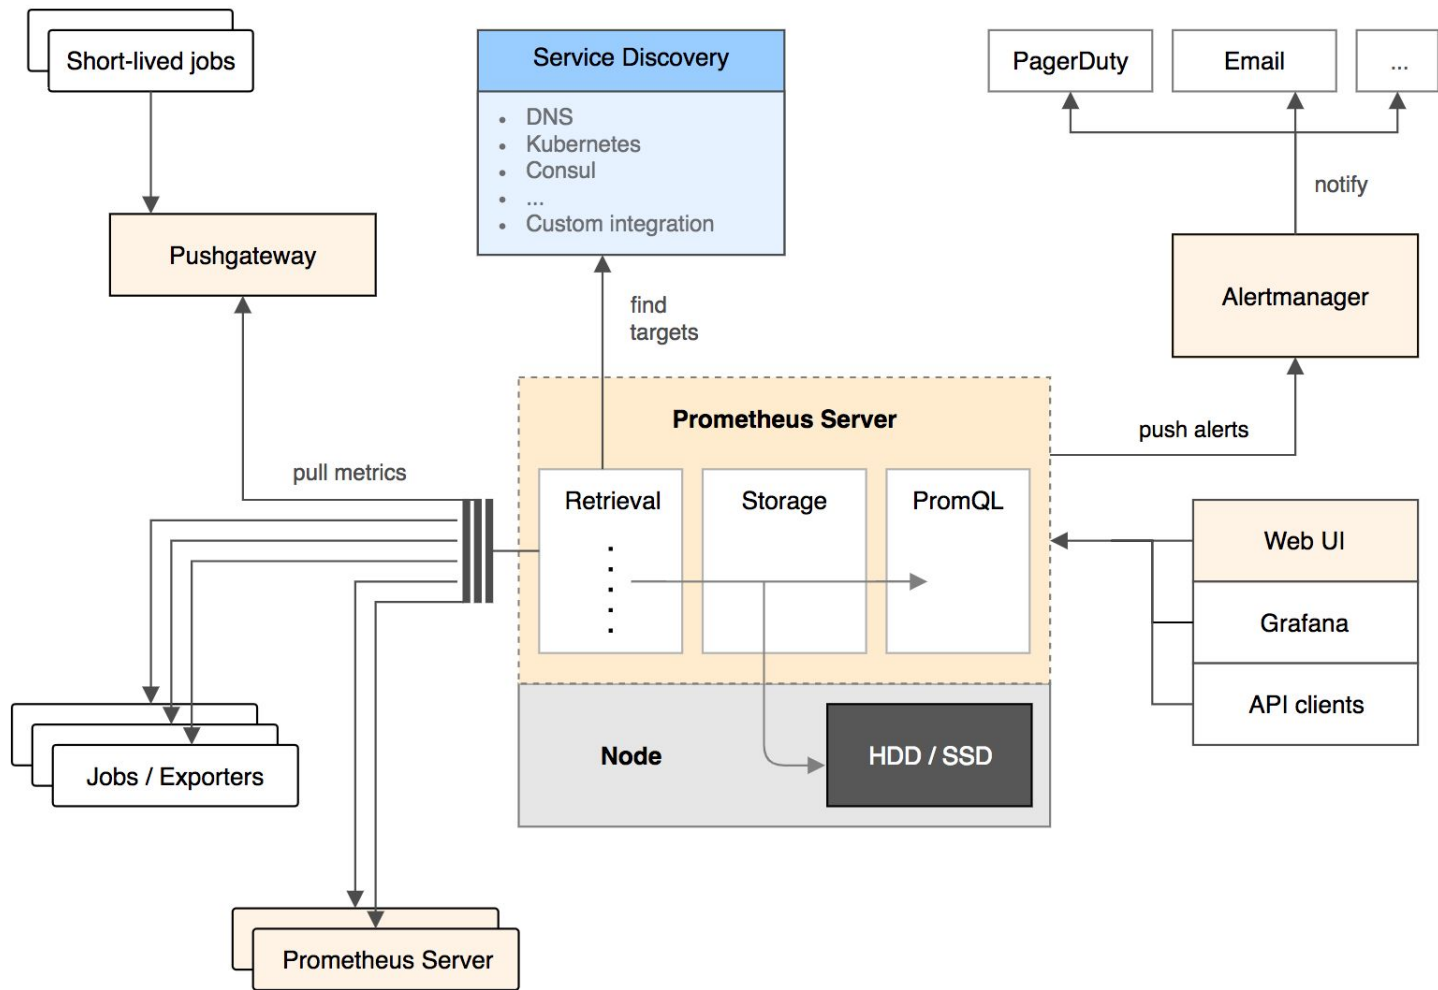 Short-lived jobs
Service Discovery
• DNS
• Kubernetes
• Consul
• ...
• Custom integration
PagerDuty
Email
...
notify
Pushgateway
Alertmanager
find
targets
Prometheus Server
push alerts
pull metrics
Retrieval
Storage
PromQL
Web UI
Grafana
API clients
Node
HDD / SSD
Jobs / Exporters
Prometheus Server